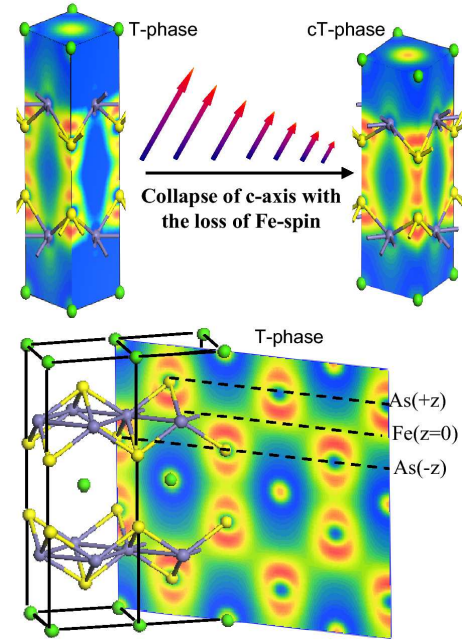 T-phase
cT-phase
Collapse of c-axis with
the loss of Fe-spin
T-phase
As(+z)
Fe(z=0)
As(-z)